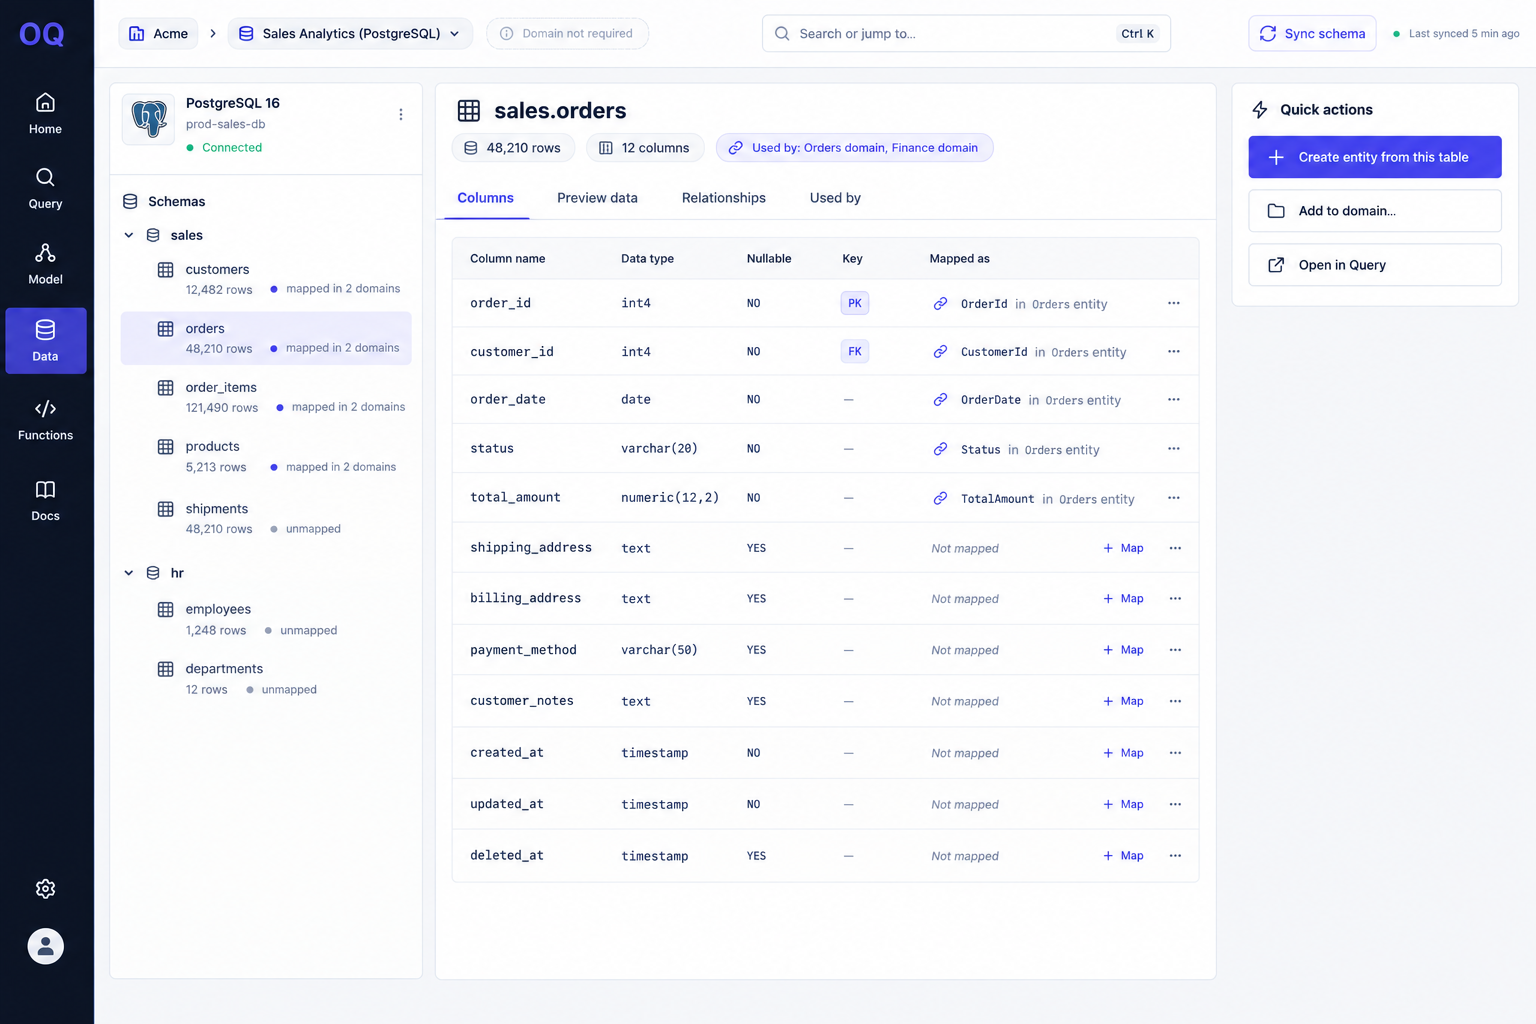 OQ
Home
Query
Model
Data
Functions
Docs
Acme
Sales Analytics (PostgreSQL)
Domain not required
Search or jump to...
Ctrl K
Sync schema
Last synced 5 min ago
PostgreSQL 16
prod-sales-db
Connected
Schemas
sales
customers
12,482 rows mapped in 2 domains
orders
48,210 rows mapped in 2 domains
order_items
121,490 rows mapped in 2 domains
products
5,213 rows mapped in 2 domains
shipments
48,210 rows unmapped
hr
employees
1,248 rows unmapped
departments
12 rows unmapped
sales.orders
48,210 rows 12 columns Used by: Orders domain, Finance domain
Columns Preview data Relationships Used by
Column name Data type Nullable Key Mapped as
order_id int4 NO PK OrderId in Orders entity ...
customer_id int4 NO FK CustomerId in Orders entity ...
order_date date NO — OrderDate in Orders entity ...
status varchar(20) NO — Status in Orders entity ...
total_amount numeric(12,2) NO — TotalAmount in Orders entity ...
shipping_address text YES — Not mapped + Map ...
billing_address text YES — Not mapped + Map ...
payment_method varchar(50) YES — Not mapped + Map ...
customer_notes text YES — Not mapped + Map ...
created_at timestamp NO — Not mapped + Map ...
updated_at timestamp NO — Not mapped + Map ...
deleted_at timestamp YES — Not mapped + Map ...
Quick actions
+ Create entity from this table
Add to domain...
Open in Query